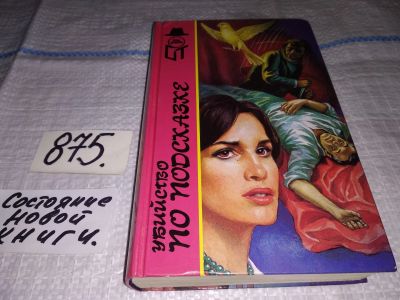 875.
Состояние
новой
книги.
УБИЙСТВО
ПО ПОДСКАЗКЕ